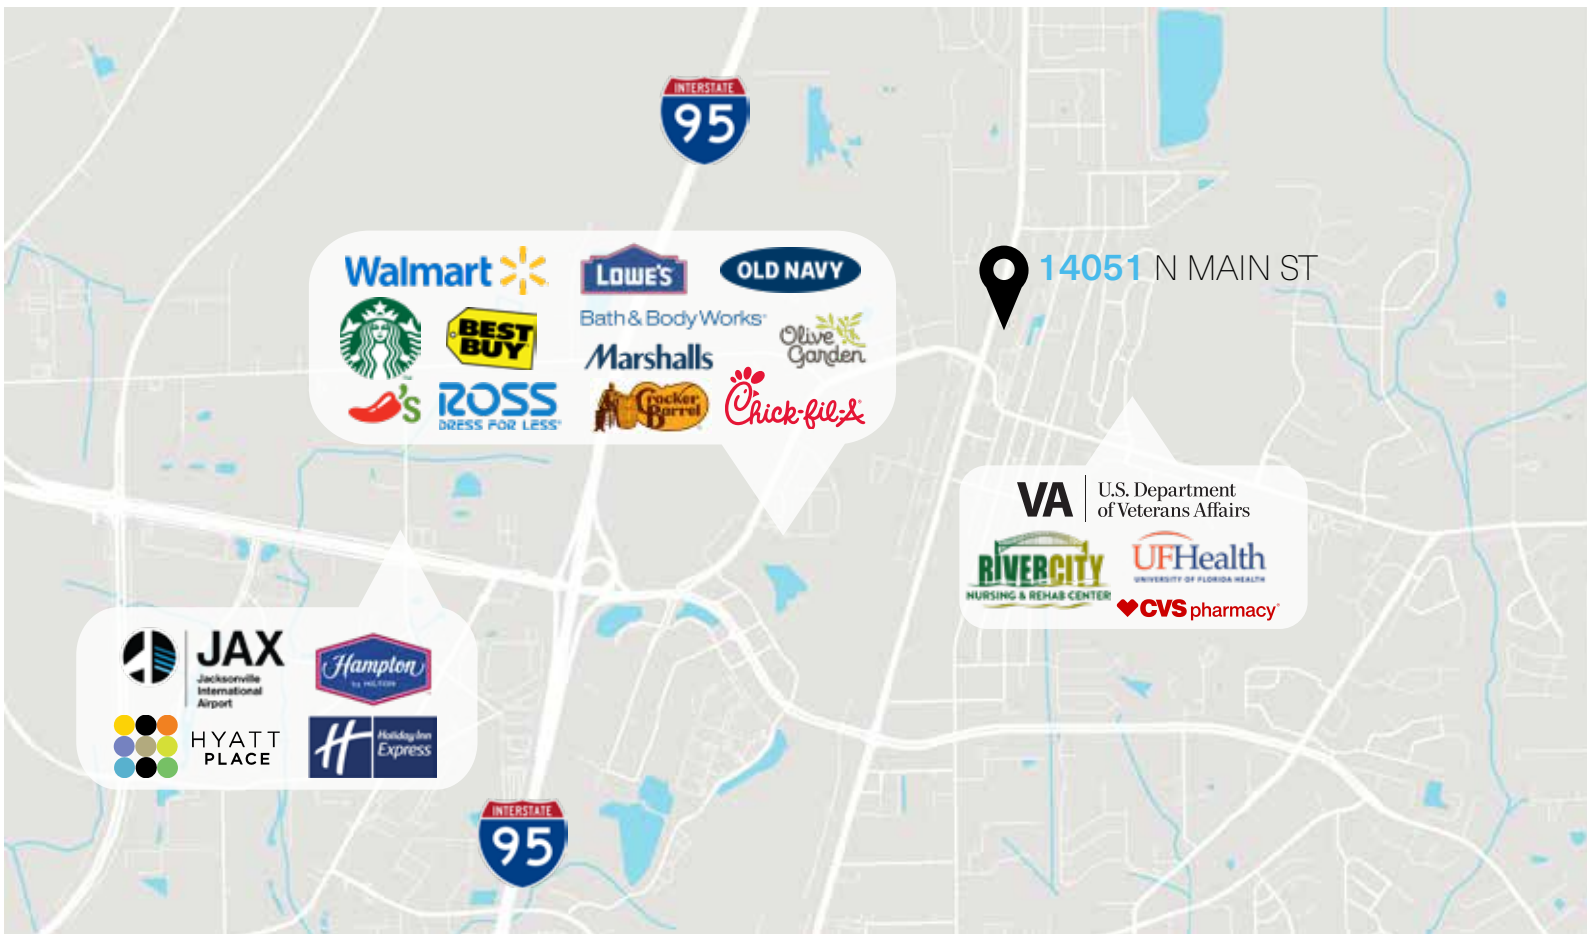 INTERSTATE
95
Walmart
LOWE'S
OLD NAVY
BEST
BUY
Bath & Body Works
Marshalls
Olive
Garden
's
ROSS
DRESS FOR LESS
Cracker
Barrel
Chick-fil-A
14051 N MAIN ST
VA
U.S. Department
of Veterans Affairs
RIVERCITY
NURSING & REHAB CENTER
UFHealth
UNIVERSITY OF FLORIDA HEALTH
CVS pharmacy
JAX
Jacksonville
International
Airport
Hampton
by HILTON
HYATT
PLACE
H
Holiday Inn
Express
INTERSTATE
95